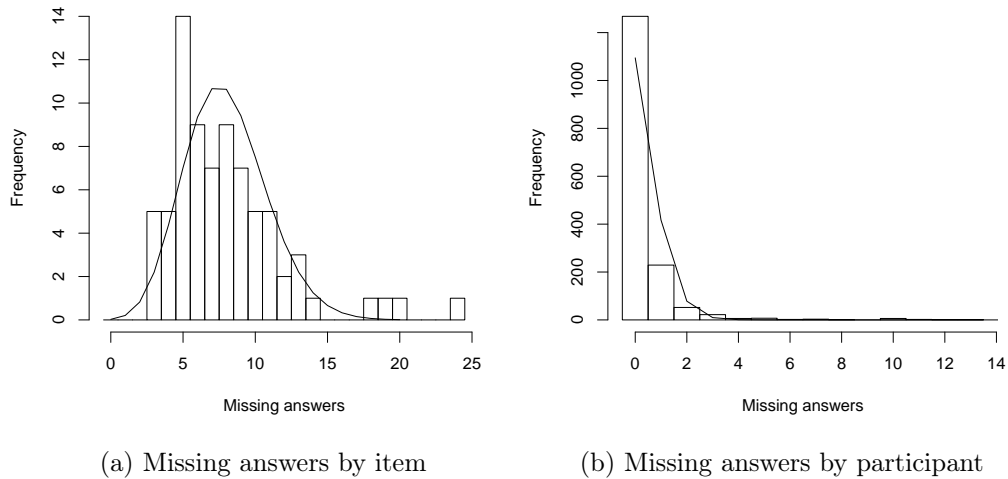 Frequency
14
12
10
8
6
4
2
0
0 5 10 15 20 25
Missing answers
(a) Missing answers by item
Frequency
1000
800
600
400
200
0
0 2 4 6 8 10 12 14
Missing answers
(b) Missing answers by participant